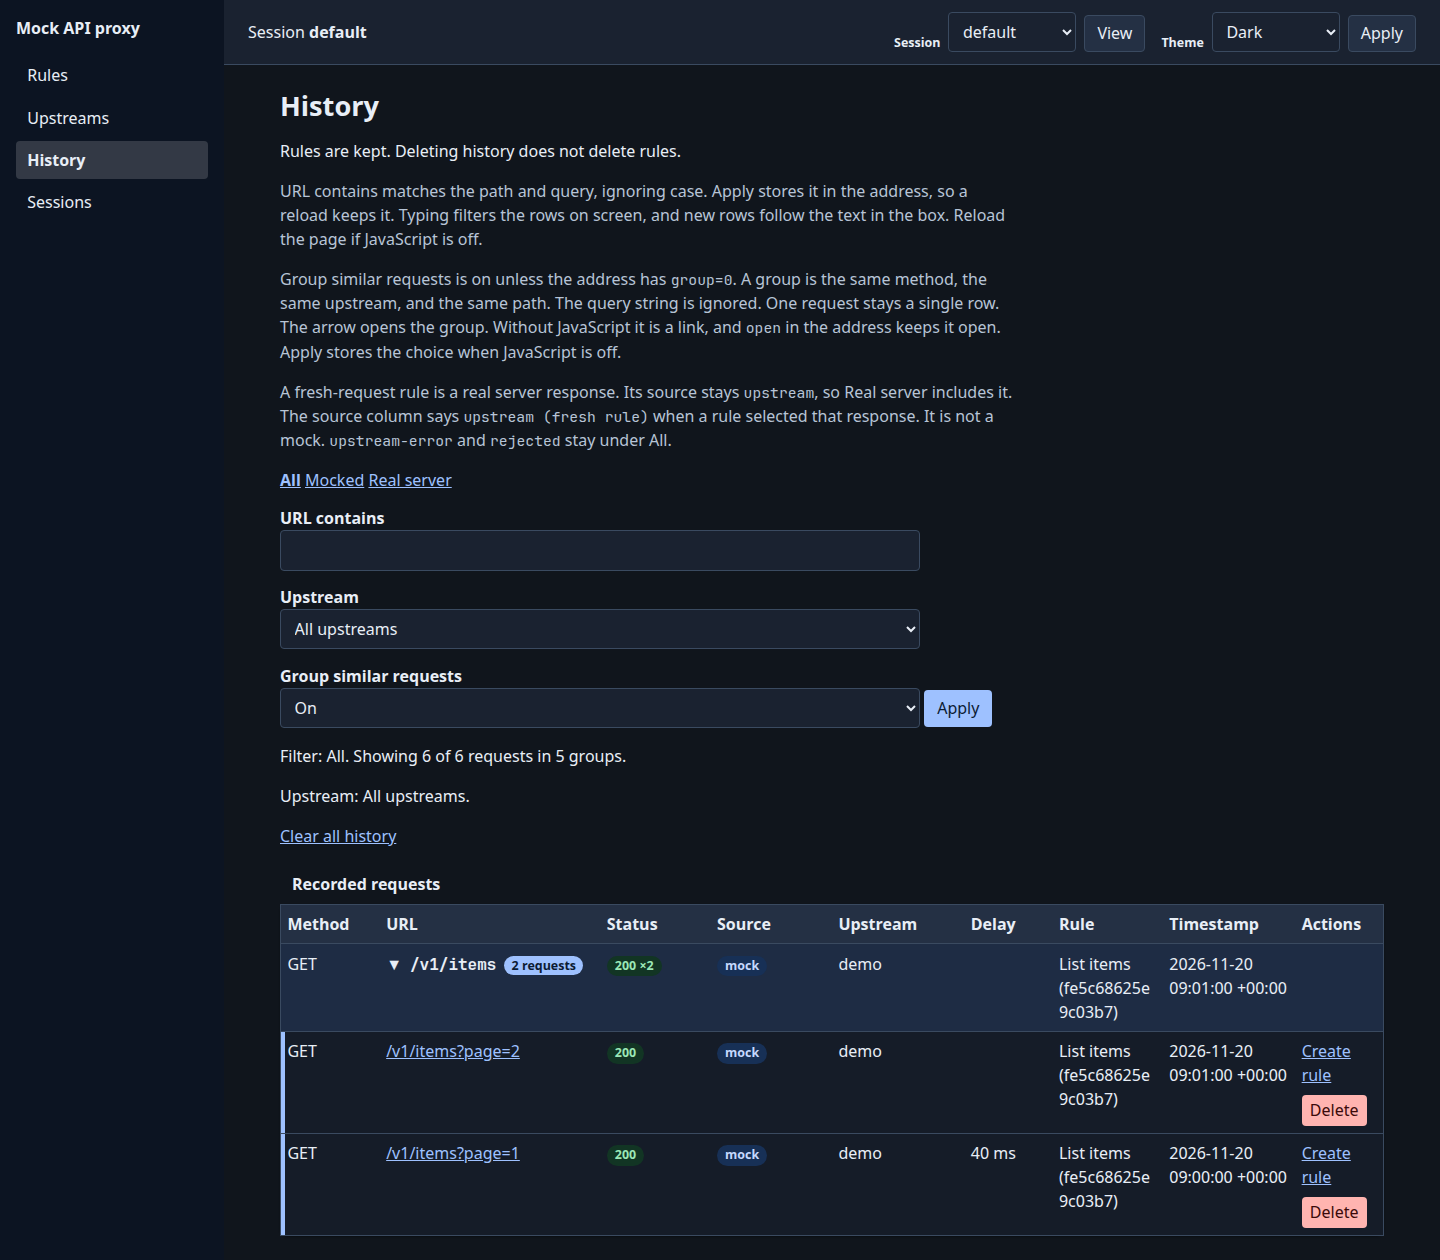 Mock API proxy
Rules
Upstreams
History
Sessions
Session default
Session
default
View
Theme
Dark
Apply
History
Rules are kept. Deleting history does not delete rules.
URL contains matches the path and query, ignoring case. Apply stores it in the address, so a
reload keeps it. Typing filters the rows on screen, and new rows follow the text in the box. Reload
the page if JavaScript is off.
Group similar requests is on unless the address has group=0. A group is the same method, the
same upstream, and the same path. The query string is ignored. One request stays a single row.
The arrow opens the group. Without JavaScript it is a link, and open in the address keeps it open.
Apply stores the choice when JavaScript is off.
A fresh-request rule is a real server response. Its source stays upstream, so Real server includes it.
The source column says upstream (fresh rule) when a rule selected that response. It is not a
mock. upstream-error and rejected stay under All.
All Mocked Real server
URL contains
Upstream
All upstreams
Group similar requests
On
Apply
Filter: All. Showing 6 of 6 requests in 5 groups.
Upstream: All upstreams.
Clear all history
Recorded requests
Method URL Status Source Upstream Delay Rule Timestamp Actions
GET ▼ /v1/items 2 requests 200 ×2 mock demo List items 2026-11-20
(fe5c68625e 09:01:00 +00:00
9c03b7)
GET /v1/items?page=2 200 mock demo List items 2026-11-20 Create
(fe5c68625e 09:01:00 +00:00 rule
9c03b7) Delete
GET /v1/items?page=1 200 mock demo 40 ms List items 2026-11-20 Create
(fe5c68625e 09:00:00 +00:00 rule
9c03b7) Delete